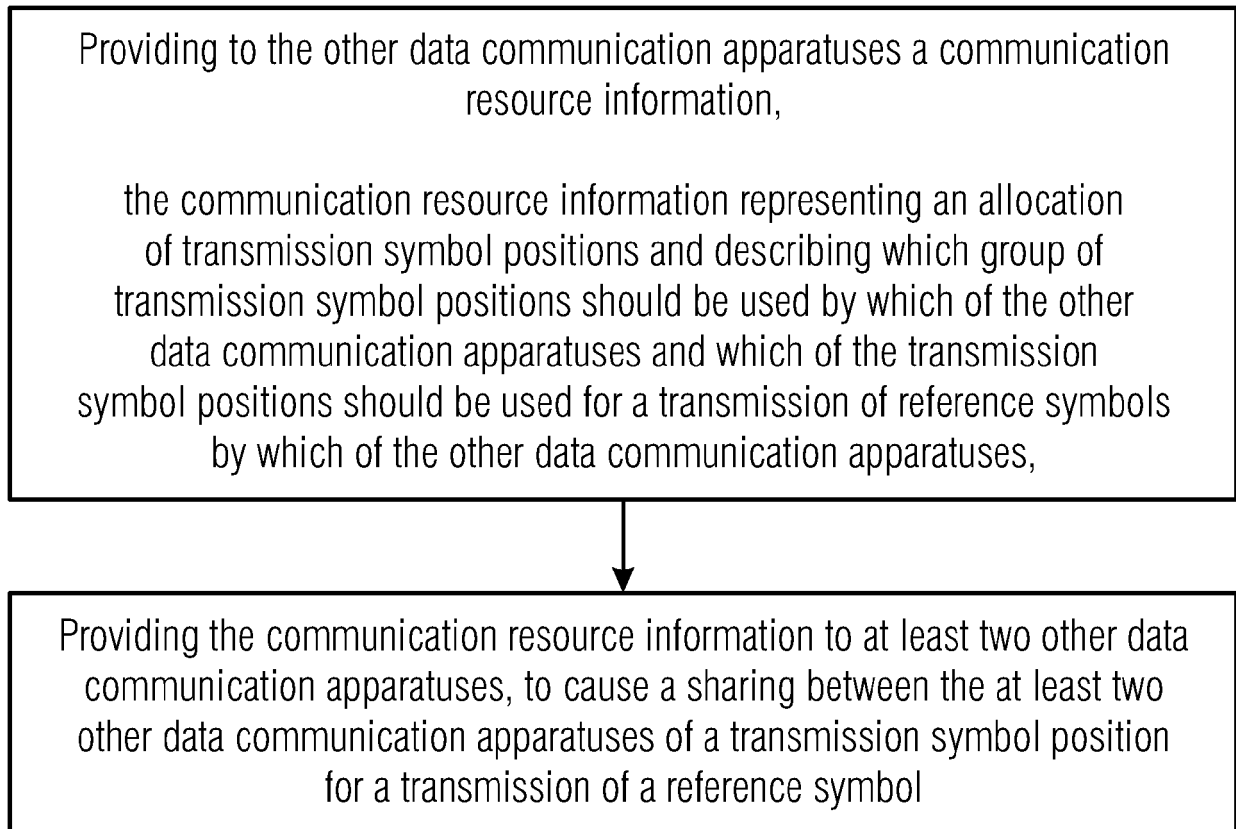 Providing to the other data communication apparatuses a communication
resource information,
the communication resource information representing an allocation
of transmission symbol positions and describing which group of
transmission symbol positions should be used by which of the other
data communication apparatuses and which of the transmission
symbol positions should be used for a transmission of reference symbols
by which of the other data communication apparatuses,
Providing the communication resource information to at least two other data
communication apparatuses, to cause a sharing between the at least two
other data communication apparatuses of a transmission symbol position
for a transmission of a reference symbol